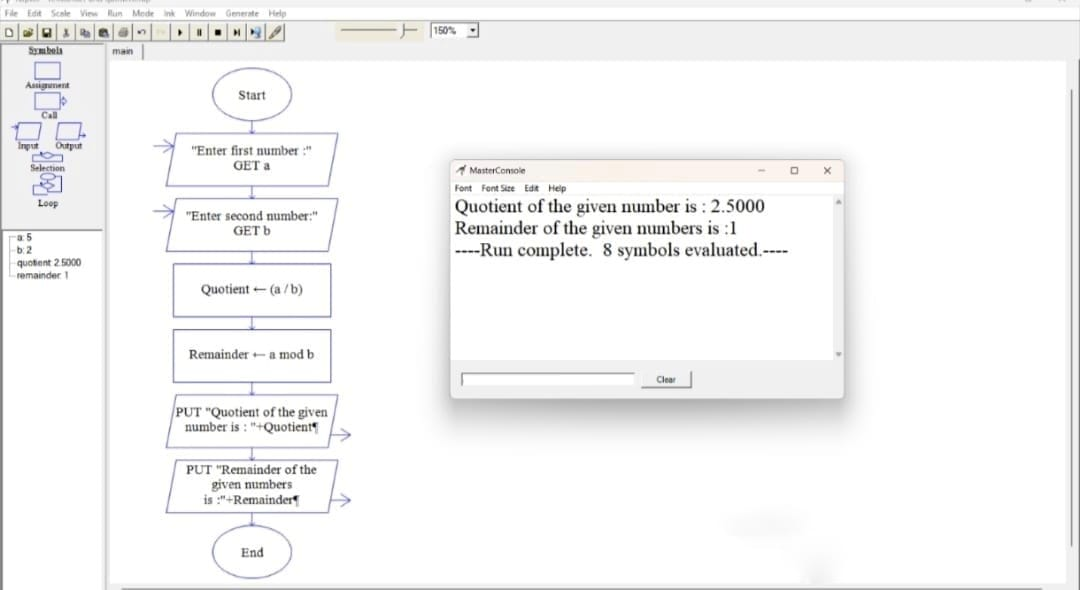 File Edit Scale View Run Mode Ink Window Generate Help
150%
Symbols
main
Assignment
Call
Input Output
Selection
Loop
a: 5
b: 2
quotient: 2.5000
remainder: 1
Start
"Enter first number :"
GET a
"Enter second number:"
GET b
Quotient ← (a / b)
Remainder ← a mod b
PUT "Quotient of the given
number is : "+Quotient¶
PUT "Remainder of the
given numbers
is :"+Remainder¶
End
MasterConsole
Font Font Size Edit Help
Quotient of the given number is : 2.5000
Remainder of the given numbers is :1
----Run complete. 8 symbols evaluated.----
Clear